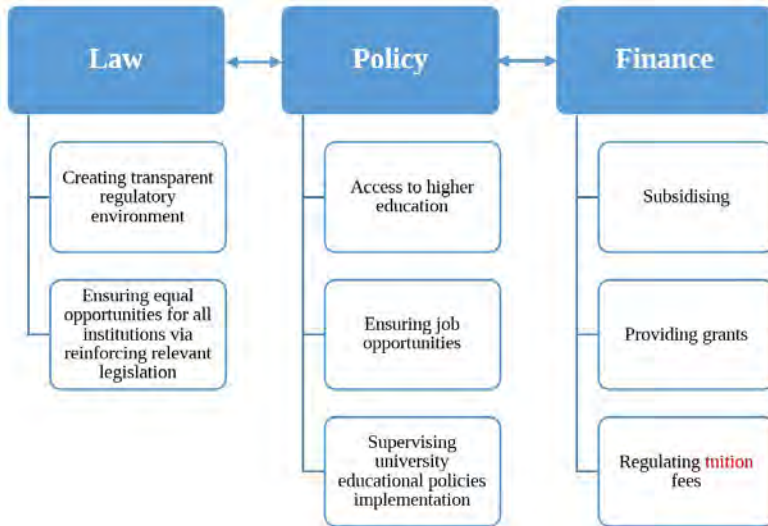 Law
Policy
Finance
Creating transparent
regulatory
environment
Ensuring equal
opportunities for all
institutions via
reinforcing relevant
legislation
Access to higher
education
Ensuring job
opportunities
Supervising
university
educational policies
implementation
Subsidising
Providing grants
Regulating tuition
fees